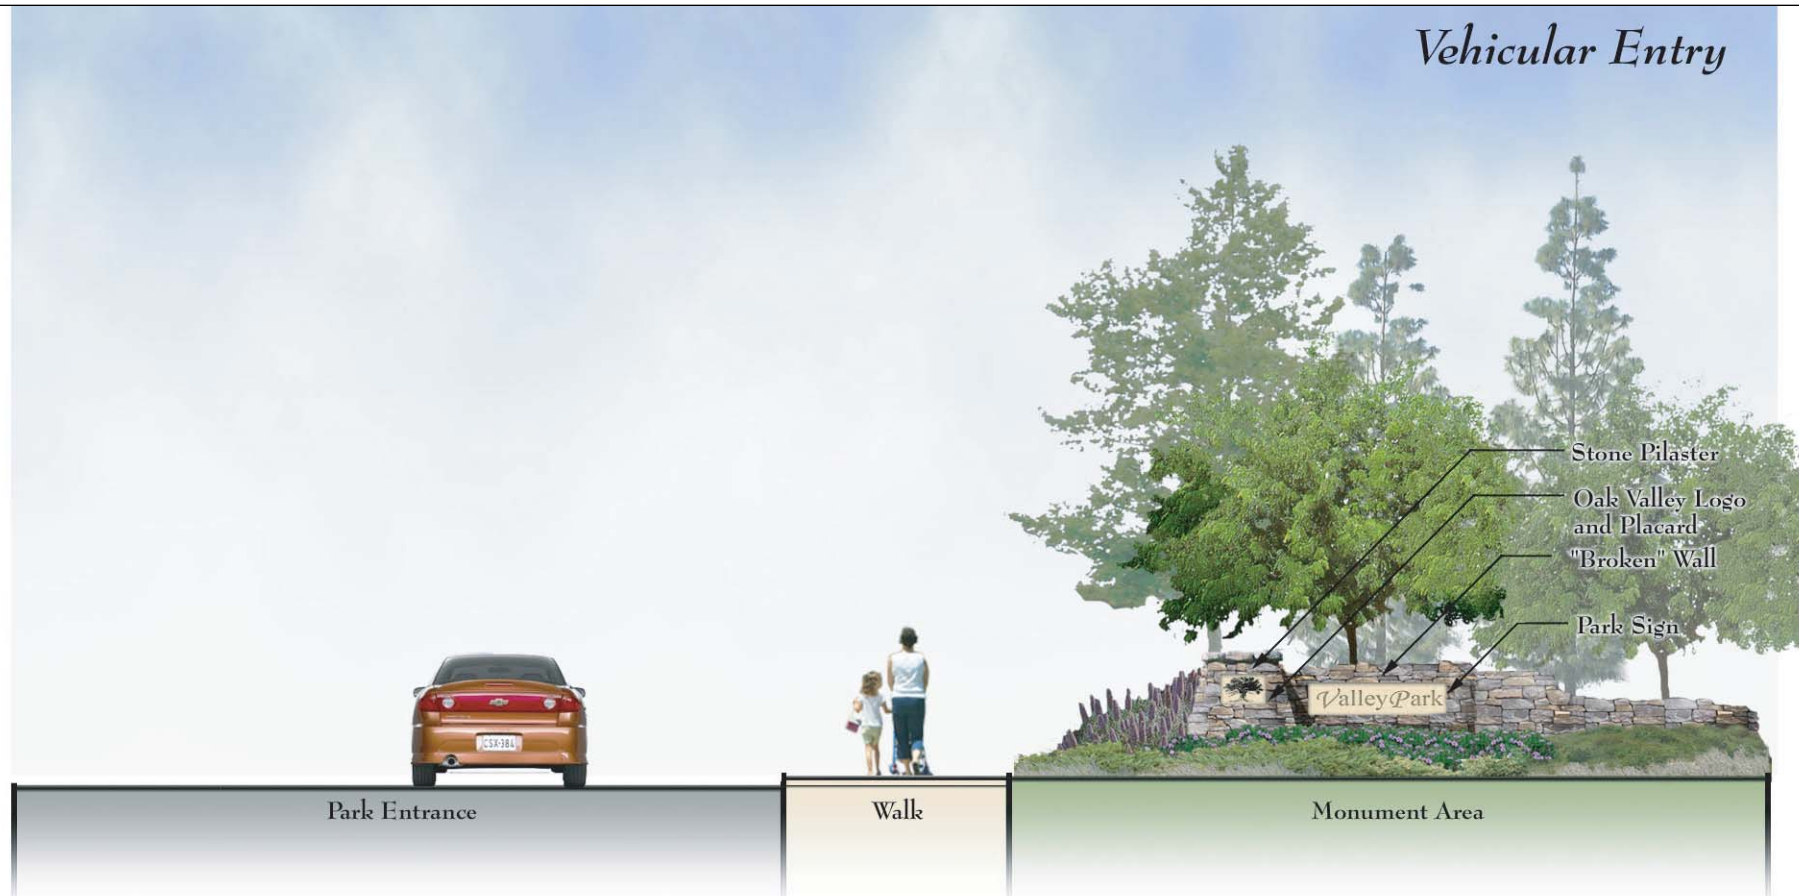 Vehicular Entry
Stone Pilaster
Oak Valley Logo
and Placard
"Broken" Wall
Park Sign
Valley Park
CSX·384
Park Entrance
Walk
Monument Area